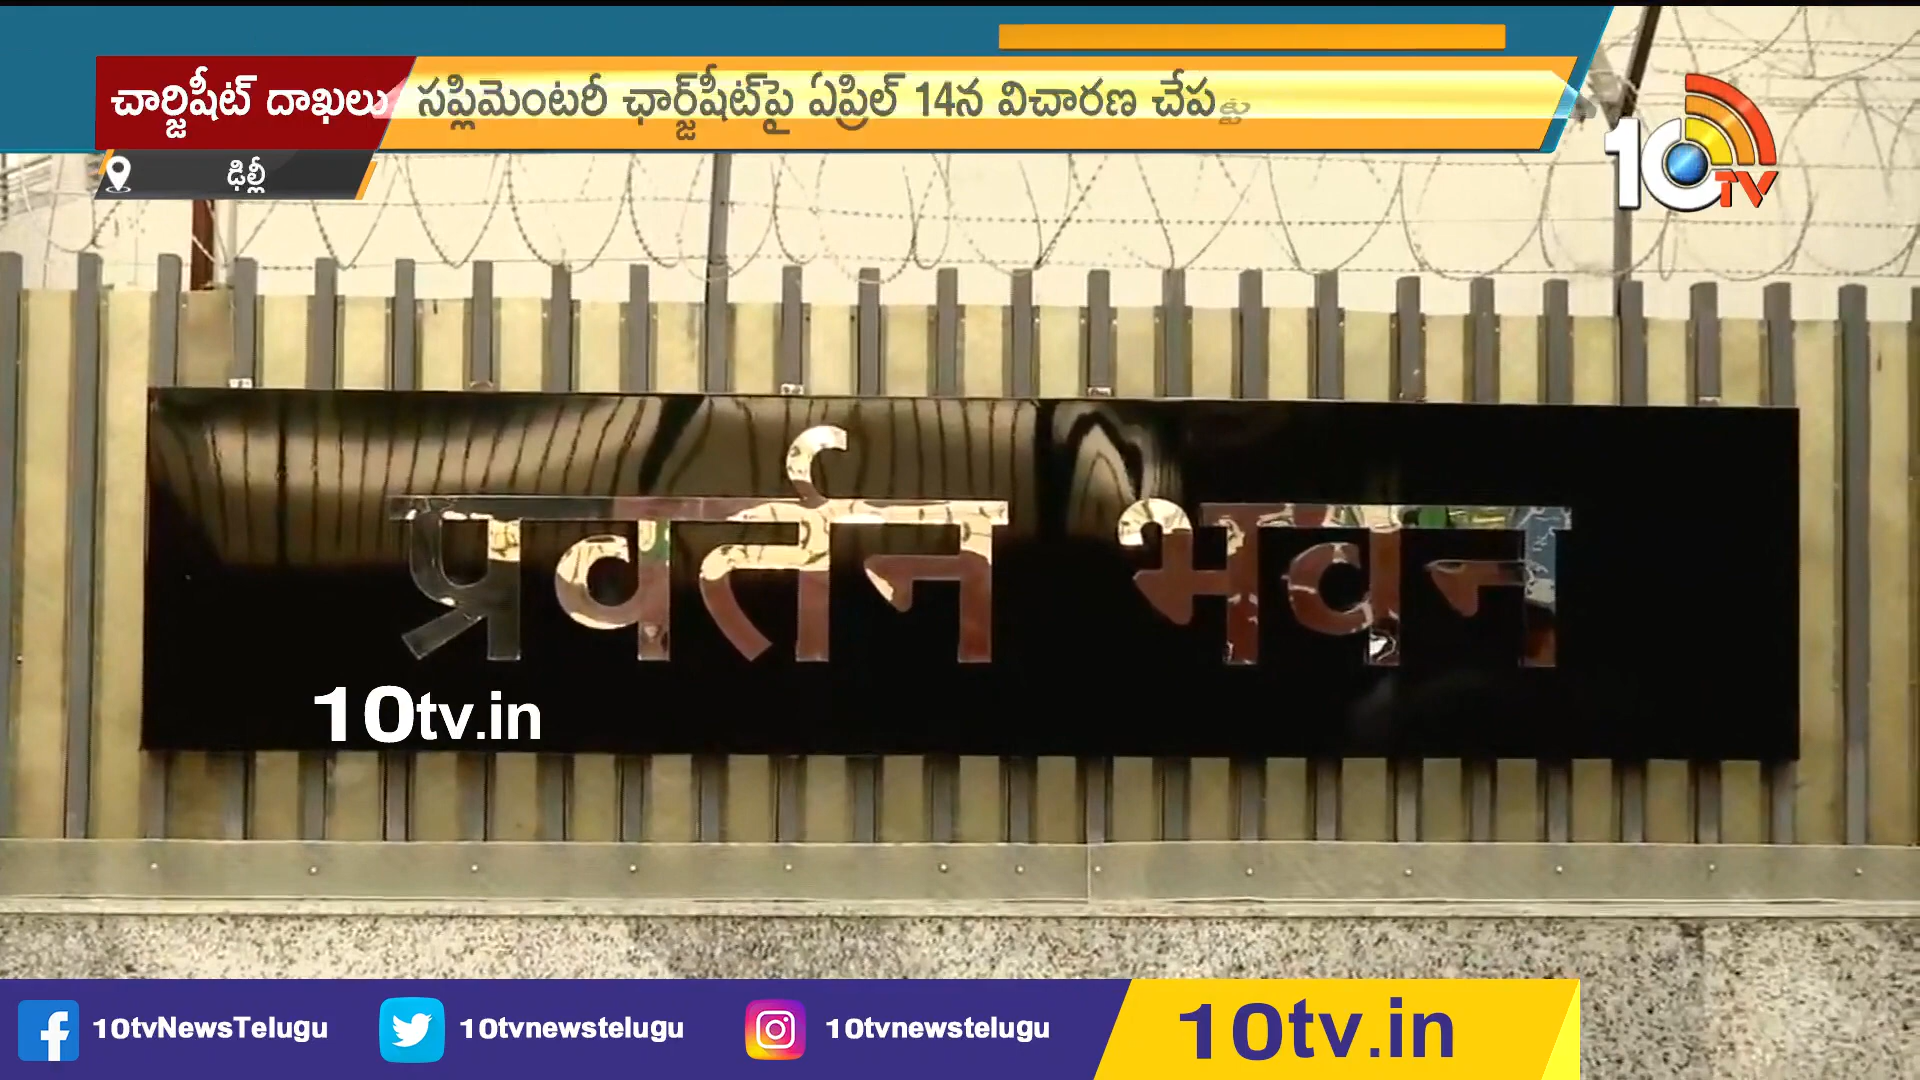 చార్జిషీట్ దాఖలు
సప్లిమెంటరీ ఛార్జ్‌షీట్‌పై ఏప్రిల్ 14న విచారణ
ఢిల్లీ
10TV
प्रवर्तन भवन
10tv.in
10tvNewsTelugu
10tvnewstelugu
10tvnewstelugu
10tv.in